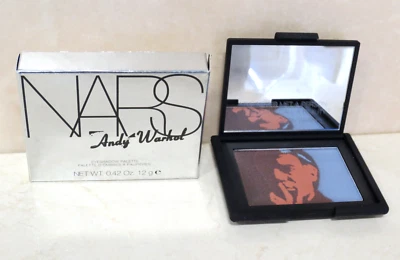 NARS
Andy Warhol
EYESHADOW PALETTE
NET WT. 0.42 Oz. 12 g ℮